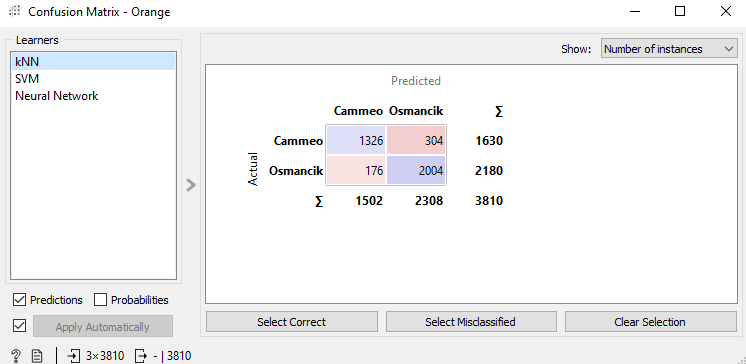 Confusion Matrix - Orange
Learners
kNN
SVM
Neural Network
Predictions Probabilities
Apply Automatically
3×3810 - | 3810
Show: Number of instances
Predicted
Cammeo Osmancik ∑
Actual
Cammeo 1326 304 1630
Osmancik 176 2004 2180
∑ 1502 2308 3810
Select Correct Select Misclassified Clear Selection